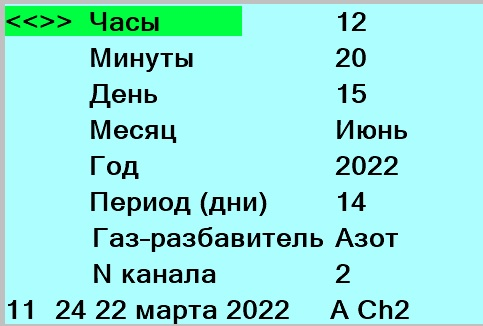 <<>> Часы 12
Минуты 20
День 15
Месяц Июнь
Год 2022
Период (дни) 14
Газ-разбавитель Азот
N канала 2
11 24 22 марта 2022 A Ch2